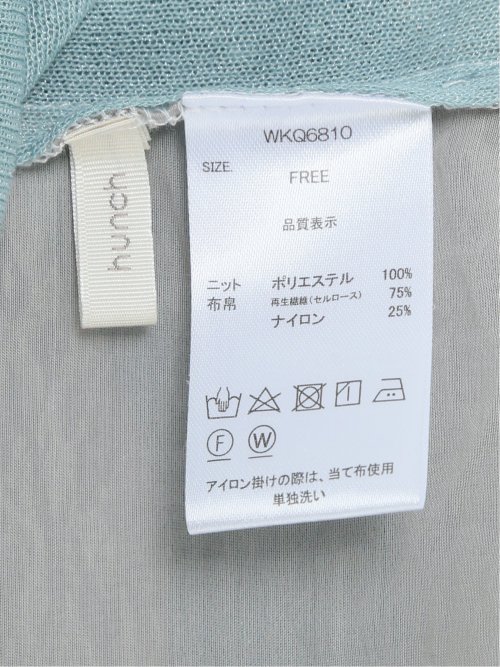 hunch
WKQ6810
SIZE. FREE
品質表示
ニット ポリエステル 100%
布帛 再生繊維(セルロース) 75%
ナイロン 25%
F W
アイロン掛けの際は、当て布使用
単独洗い